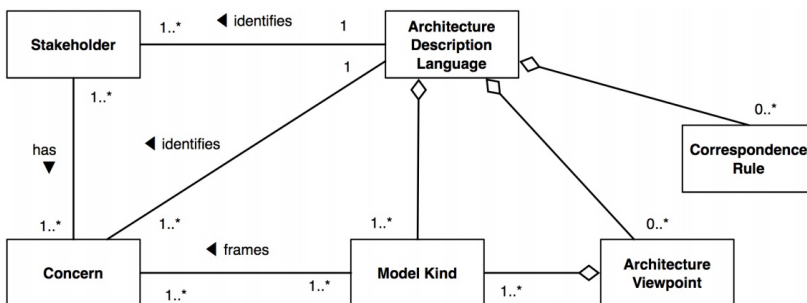 1..*
◀ identifies
1
Architecture
Description
Language
Stakeholder
1
1..*
0..*
has
▼
◀ identifies
Correspondence
Rule
1..*
1..*
1..*
0..*
◀ frames
Concern
Model Kind
Architecture
Viewpoint
1..*
1..*
1..*